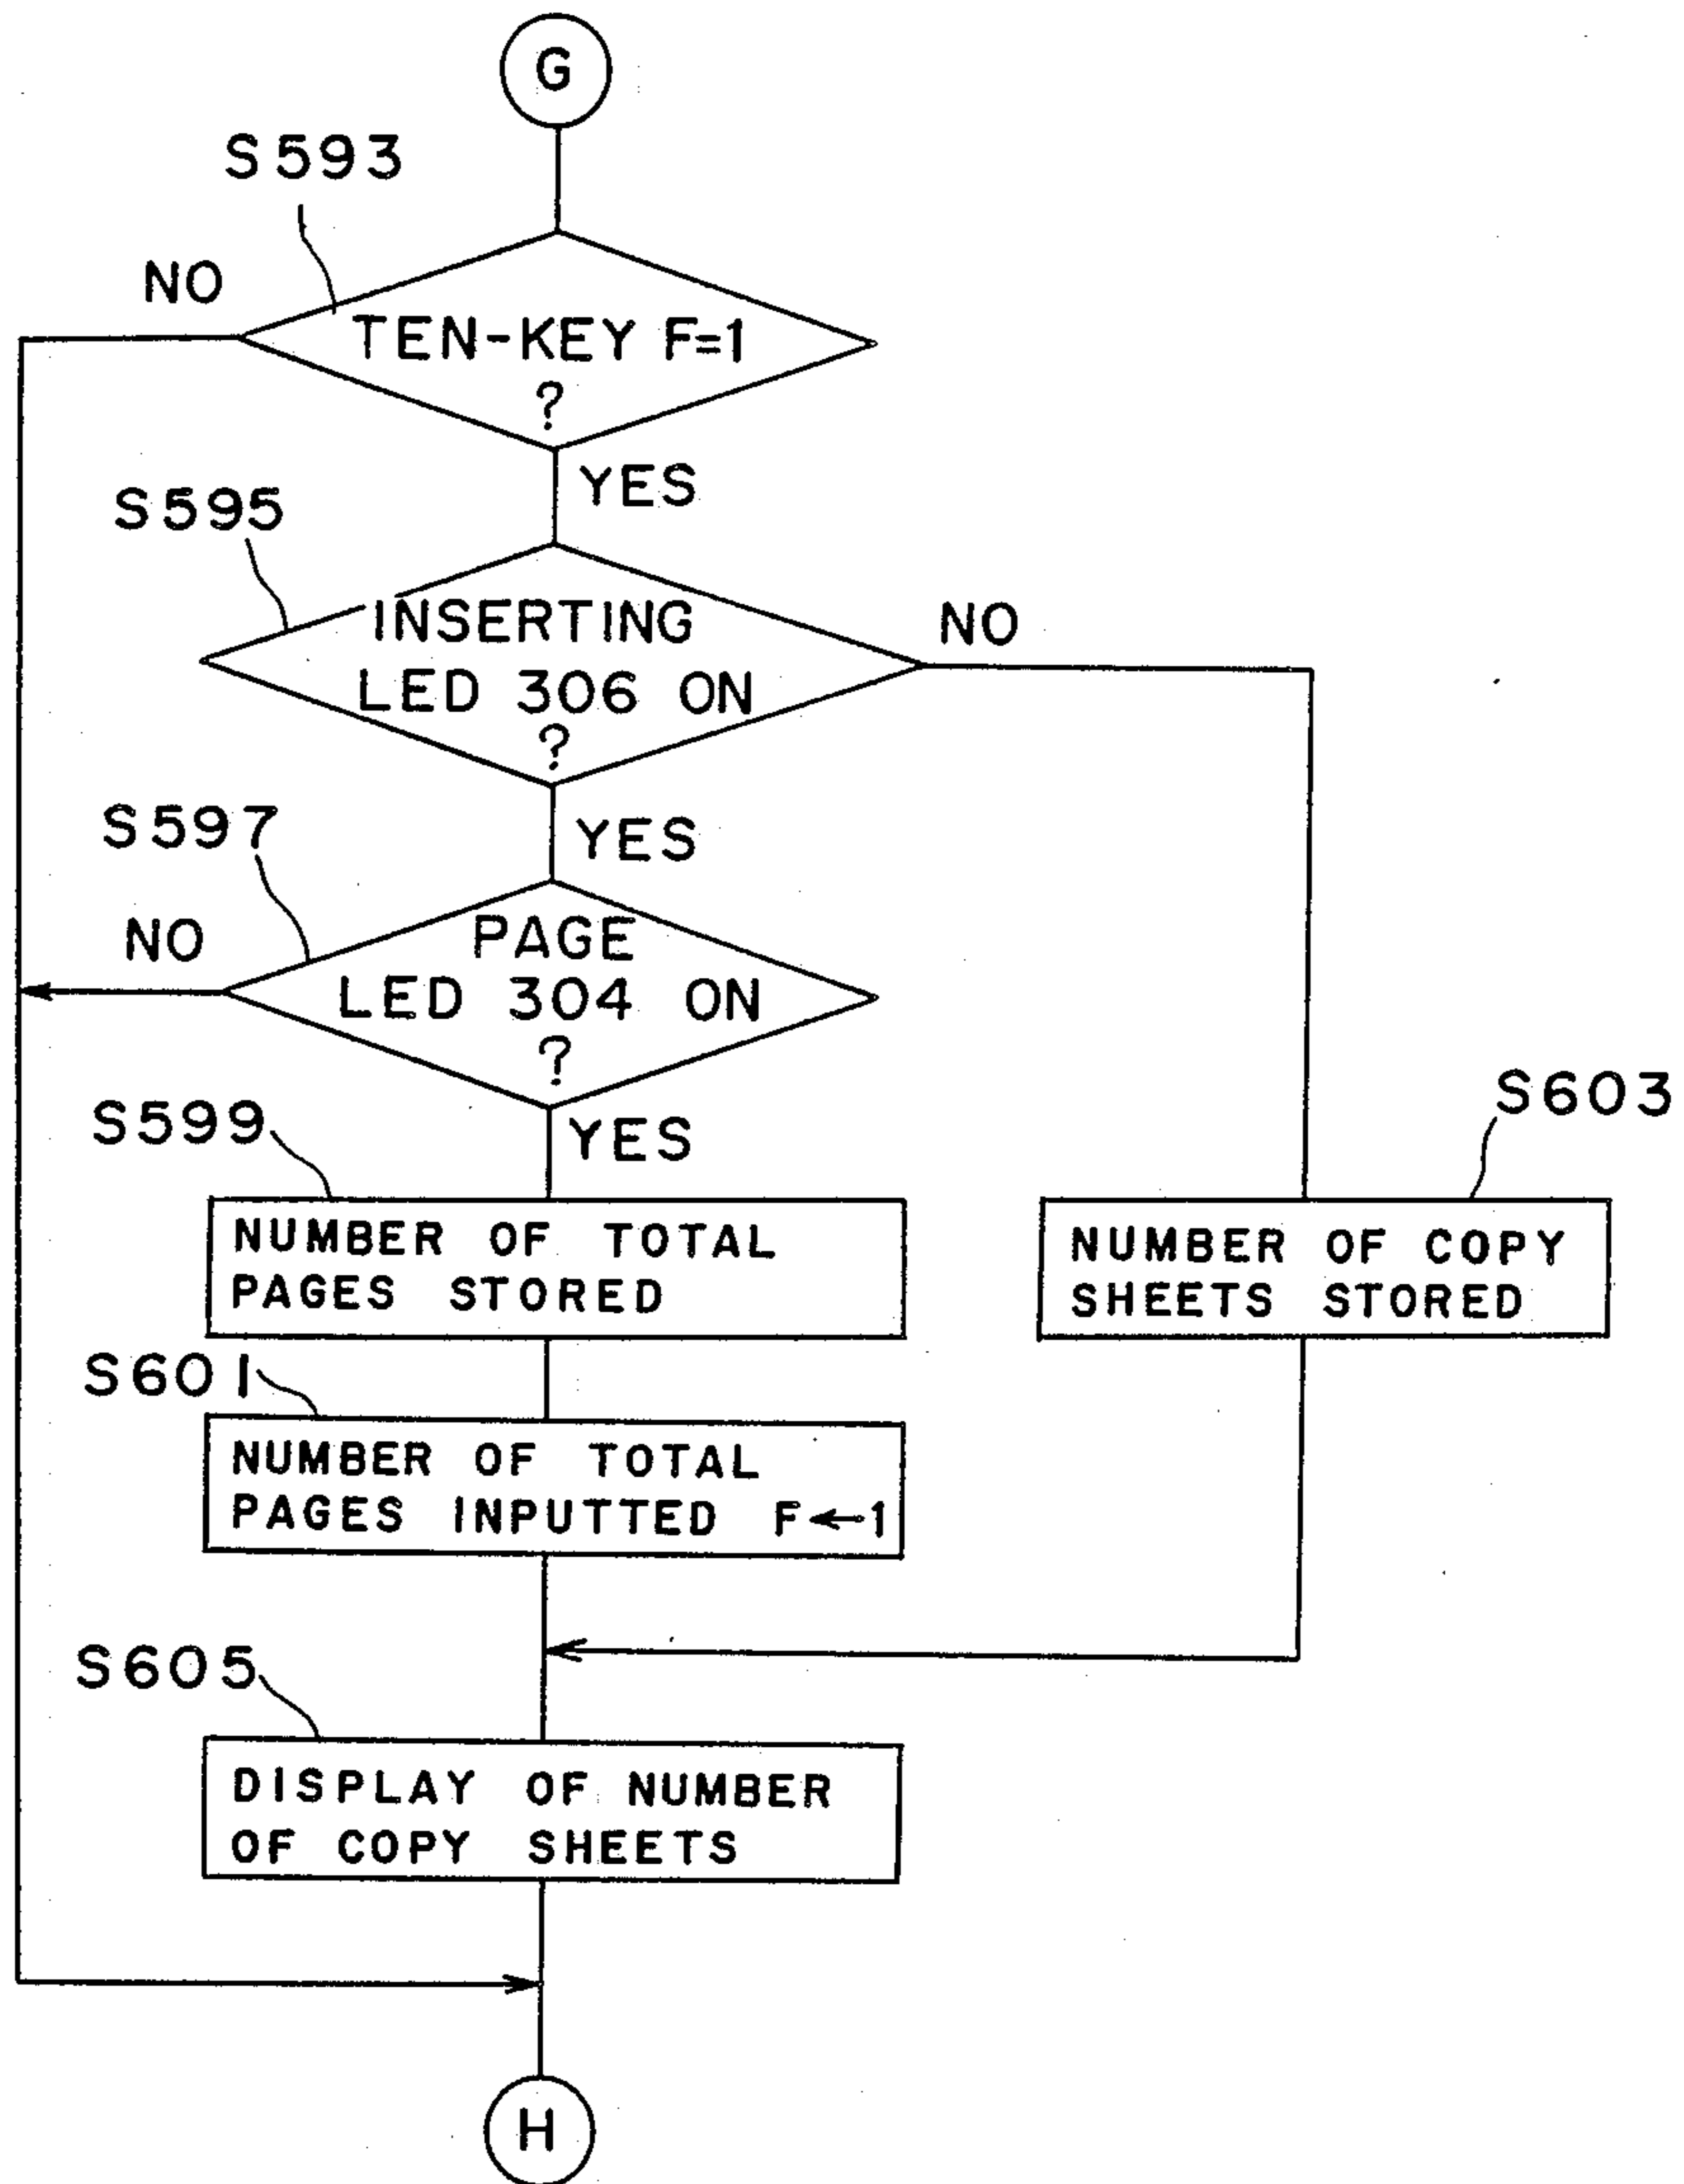 G
S593
NO
TEN-KEY F=1
?
YES
S595
INSERTING
LED 306 ON
?
NO
YES
S597
NO
PAGE
LED 304 ON
?
YES
S599
NUMBER OF TOTAL
PAGES STORED
S603
NUMBER OF COPY
SHEETS STORED
S601
NUMBER OF TOTAL
PAGES INPUTTED F←1
S605
DISPLAY OF NUMBER
OF COPY SHEETS
H